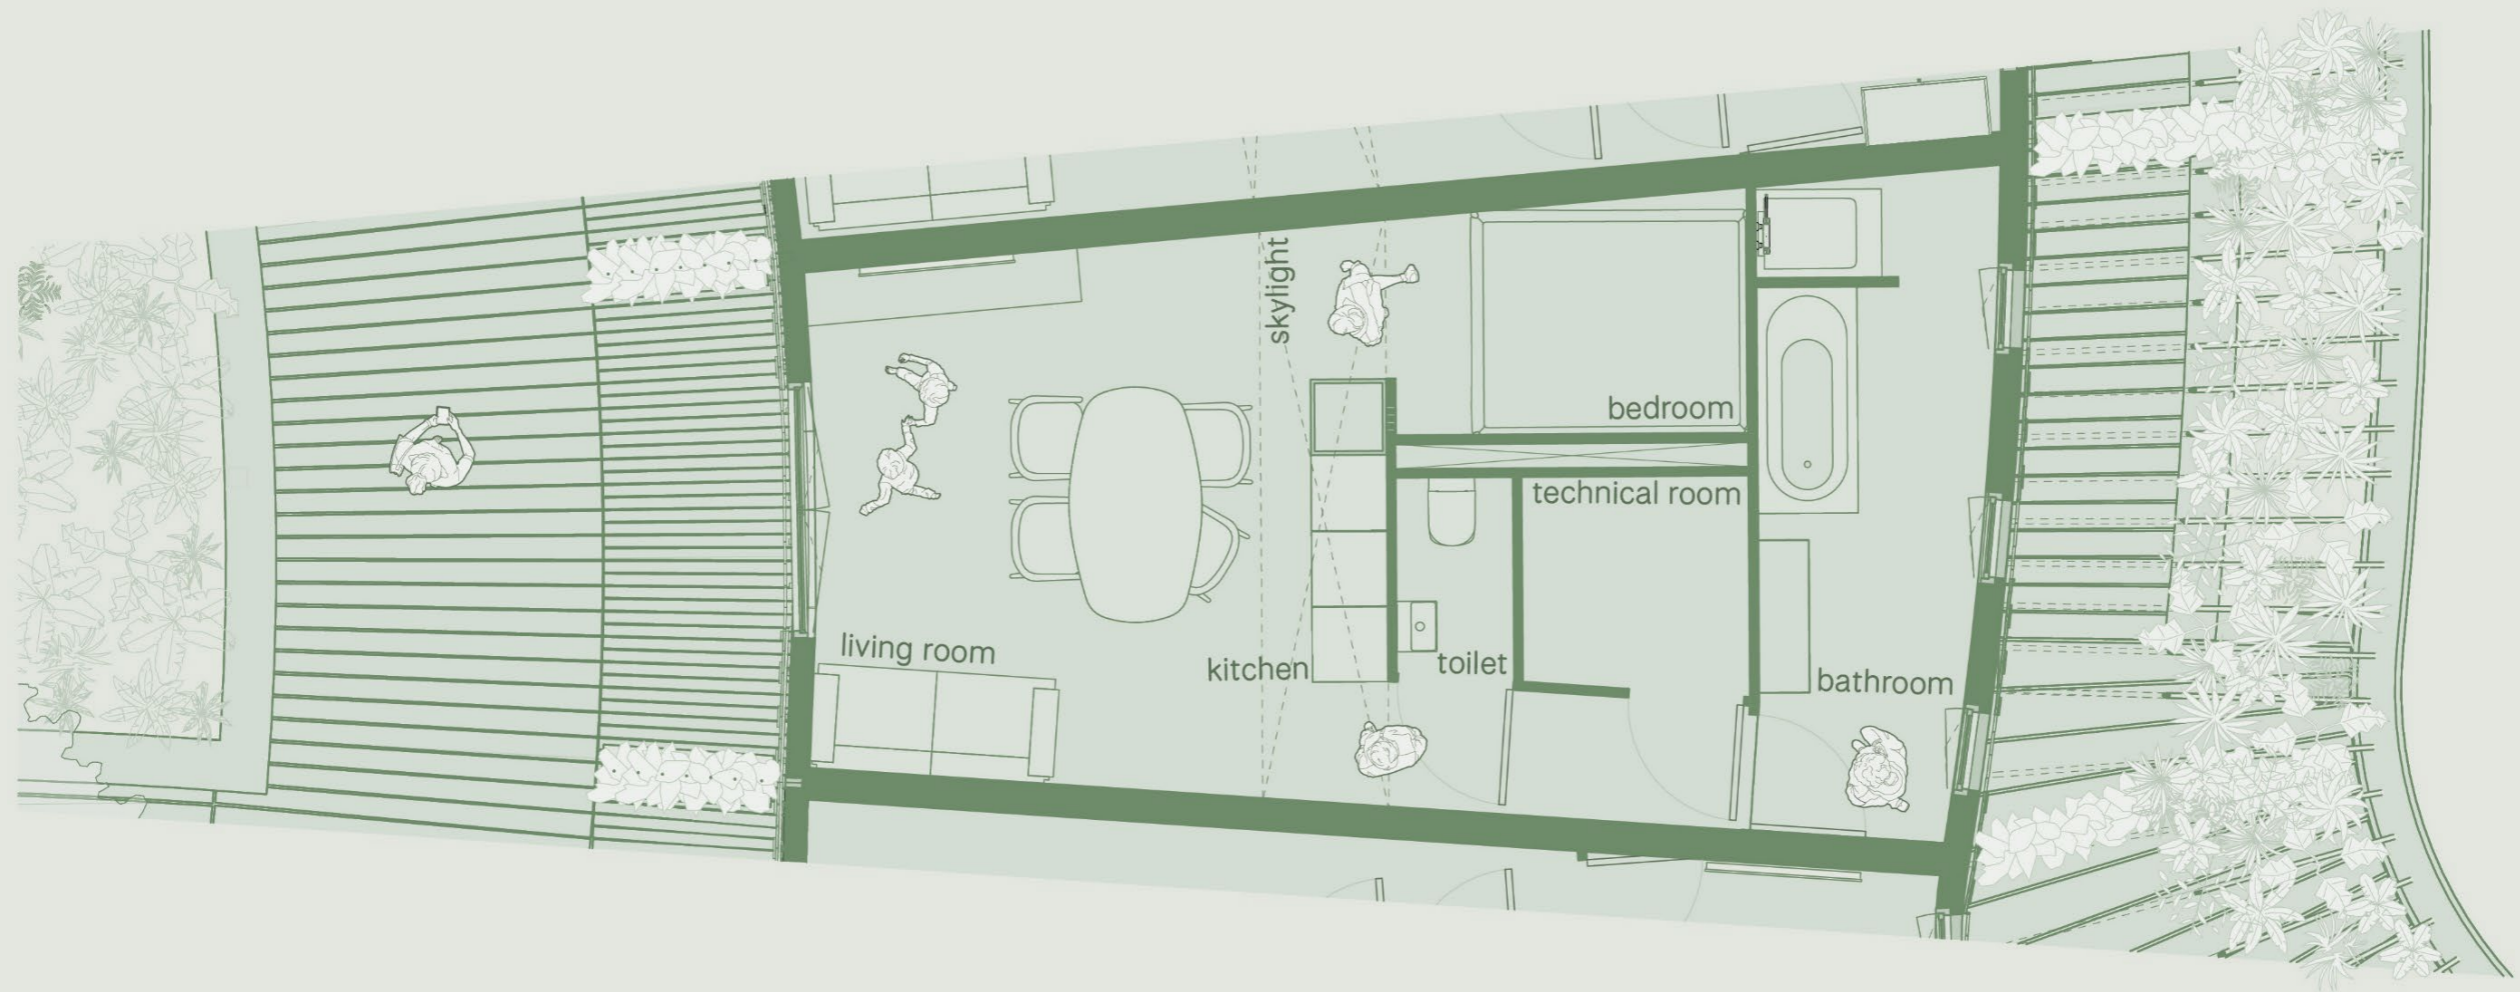 skylight
bedroom
technical room
living room
kitchen
toilet
bathroom